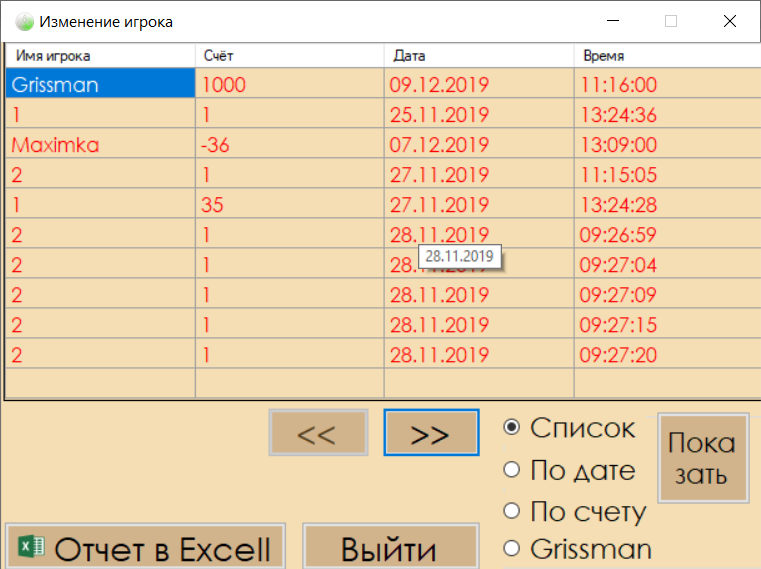 Изменение игрока
Имя игрока Счёт Дата Время
Grissman 1000 09.12.2019 11:16:00
1 1 25.11.2019 13:24:36
Maximka -36 07.12.2019 13:09:00
2 1 27.11.2019 11:15:05
1 35 27.11.2019 13:24:28
2 1 28.11.2019 09:26:59
28.11.2019
2 1 28.11.2019 09:27:04
2 1 28.11.2019 09:27:09
2 1 28.11.2019 09:27:15
2 1 28.11.2019 09:27:20
<< >>
Список
По дате
По счету
Grissman
Пока
зать
Отчет в Excell
Выйти